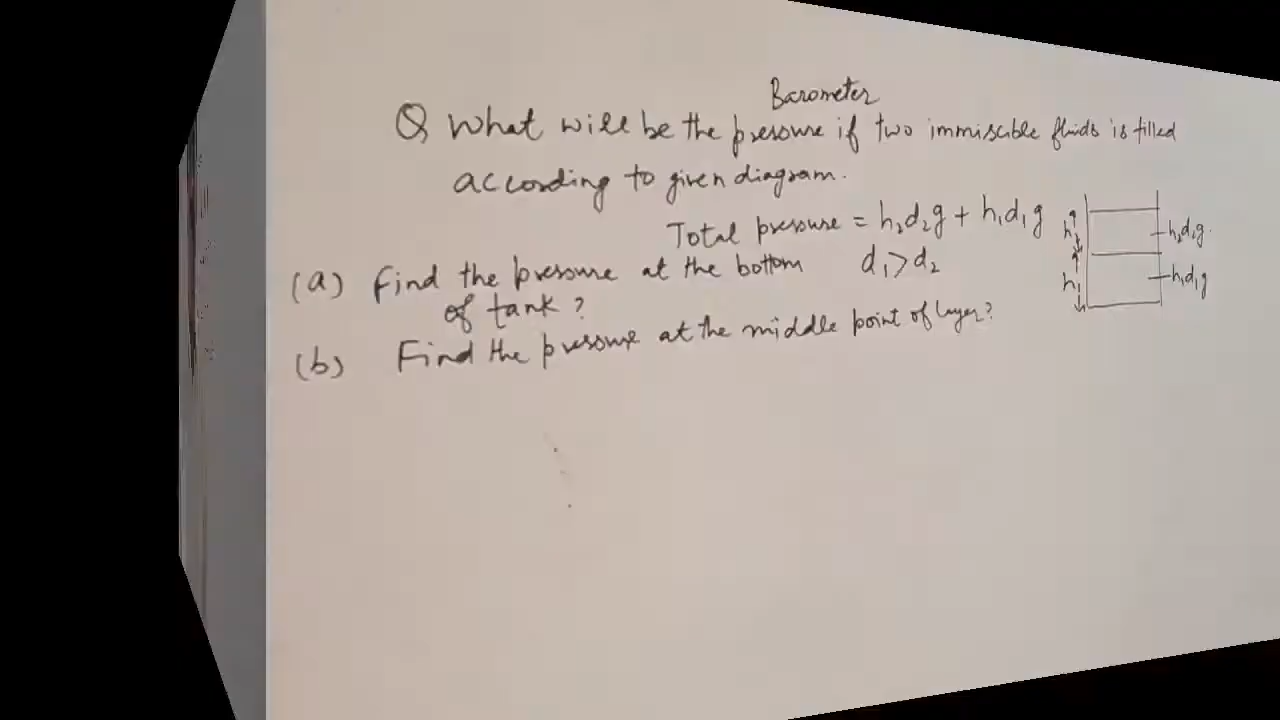 Barometer
Q What will be the pressure if two immiscible fluids is filled
according to given diagram.
Total pressure = h₂d₂g + h₁d₁g
h₂ h₂d₂g
(a) Find the pressure at the bottom d₁>d₂
h₁ h₁d₁g
of tank?
(b) Find the pressure at the middle point of layer?